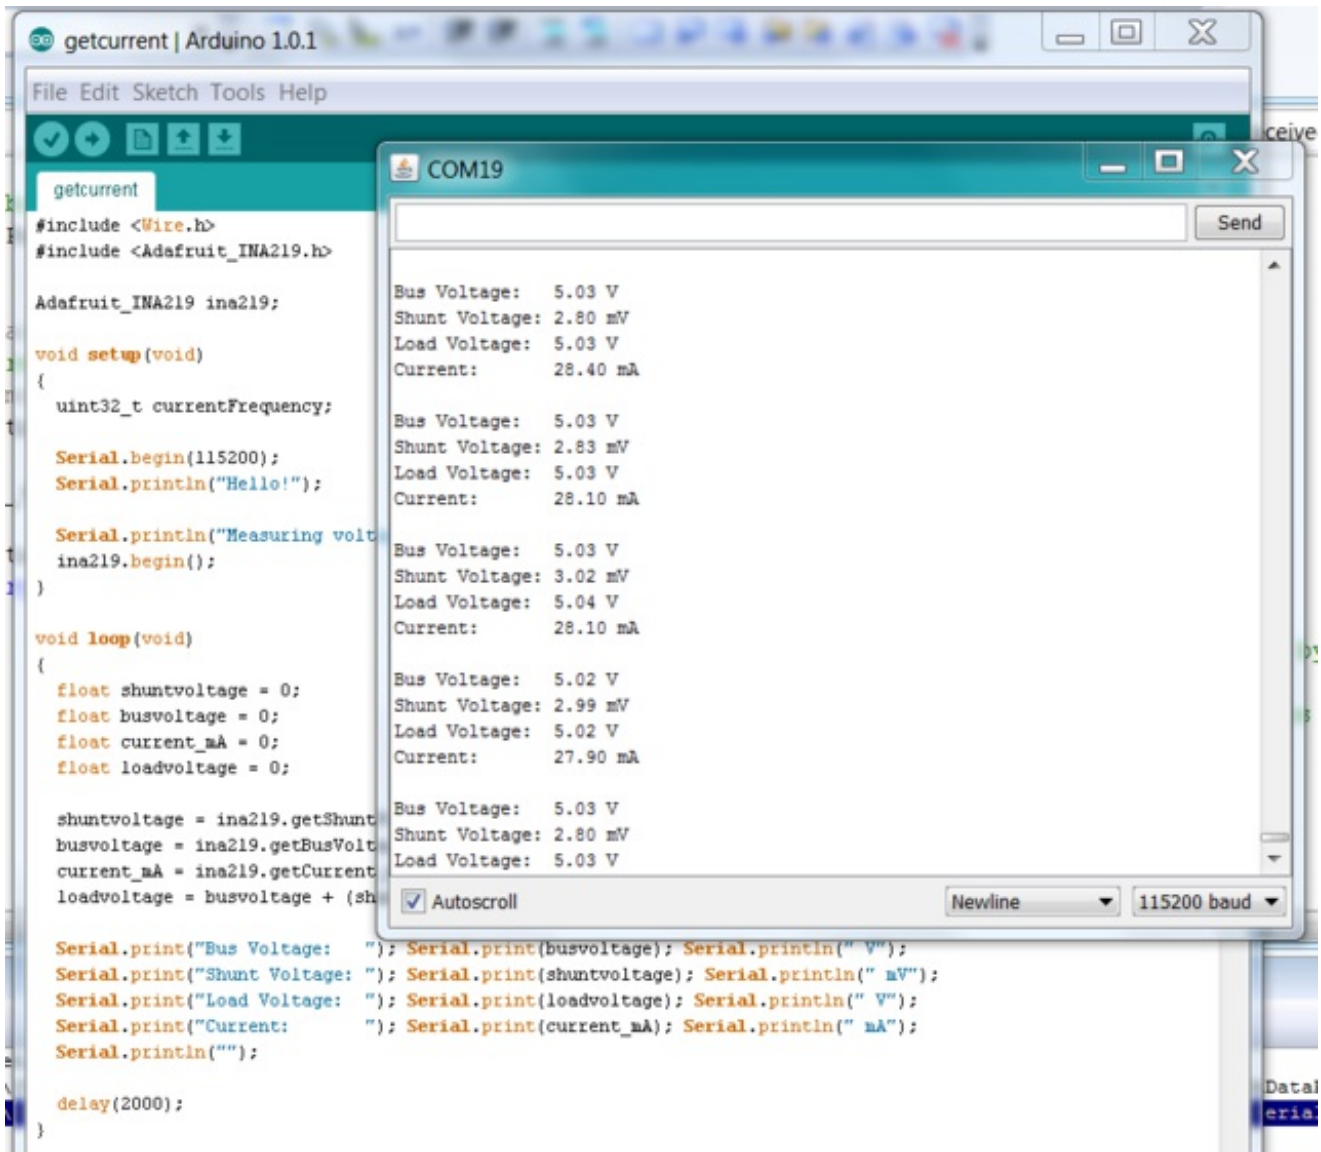 getcurrent | Arduino 1.0.1
File Edit Sketch Tools Help
getcurrent
#include <Wire.h>
#include <Adafruit_INA219.h>

Adafruit_INA219 ina219;

void setup(void)
{
  uint32_t currentFrequency;

  Serial.begin(115200);
  Serial.println("Hello!");

  Serial.println("Measuring volt
  ina219.begin();
}

void loop(void)
{
  float shuntvoltage = 0;
  float busvoltage = 0;
  float current_mA = 0;
  float loadvoltage = 0;

  shuntvoltage = ina219.getShunt
  busvoltage = ina219.getBusVolt
  current_mA = ina219.getCurrent
  loadvoltage = busvoltage + (sh

  Serial.print("Bus Voltage:   "); Serial.print(busvoltage); Serial.println(" V");
  Serial.print("Shunt Voltage: "); Serial.print(shuntvoltage); Serial.println(" mV");
  Serial.print("Load Voltage:  "); Serial.print(loadvoltage); Serial.println(" V");
  Serial.print("Current:       "); Serial.print(current_mA); Serial.println(" mA");
  Serial.println("");

  delay(2000);
}
COM19
Send
Bus Voltage:   5.03 V
Shunt Voltage: 2.80 mV
Load Voltage:  5.03 V
Current:       28.40 mA

Bus Voltage:   5.03 V
Shunt Voltage: 2.83 mV
Load Voltage:  5.03 V
Current:       28.10 mA

Bus Voltage:   5.03 V
Shunt Voltage: 3.02 mV
Load Voltage:  5.04 V
Current:       28.10 mA

Bus Voltage:   5.02 V
Shunt Voltage: 2.99 mV
Load Voltage:  5.02 V
Current:       27.90 mA

Bus Voltage:   5.03 V
Shunt Voltage: 2.80 mV
Load Voltage:  5.03 V
Autoscroll
Newline
115200 baud
ceive
by
Data
erial